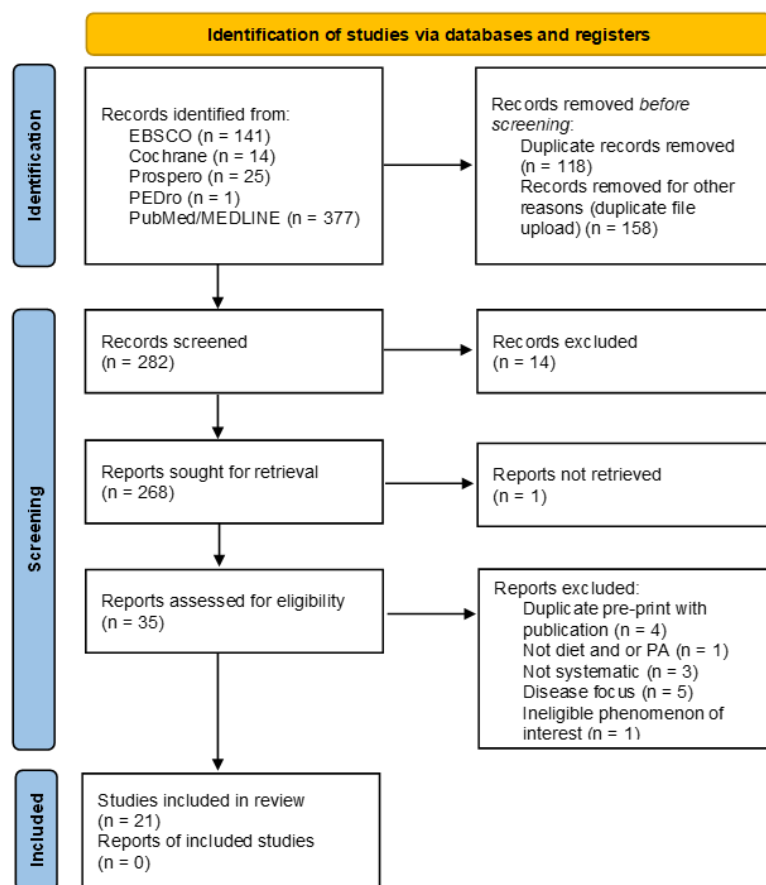 Identification of studies via databases and registers
Identification
Records identified from:
EBSCO (n = 141)
Cochrane (n = 14)
Prospero (n = 25)
PEDro (n = 1)
PubMed/MEDLINE (n = 377)
Records removed before
screening:
Duplicate records removed
(n = 118)
Records removed for other
reasons (duplicate file
upload) (n = 158)
Screening
Records screened
(n = 282)
Records excluded
(n = 14)
Reports sought for retrieval
(n = 268)
Reports not retrieved
(n = 1)
Reports assessed for eligibility
(n = 35)
Reports excluded:
Duplicate pre-print with
publication (n = 4)
Not diet and or PA (n = 1)
Not systematic (n = 3)
Disease focus (n = 5)
Ineligible phenomenon of
interest (n = 1)
Included
Studies included in review
(n = 21)
Reports of included studies
(n = 0)